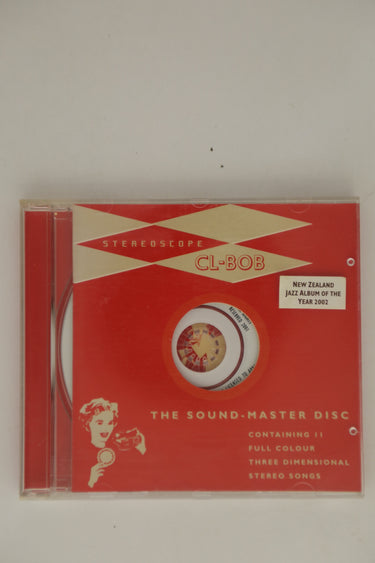 STEREOSCOPE
CL-BOB
NEW ZEALAND
JAZZ ALBUM OF THE
YEAR 2002
THE SOUND-MASTER DISC
CONTAINING 11
FULL COLOUR
THREE DIMENSIONAL
STEREO SONGS